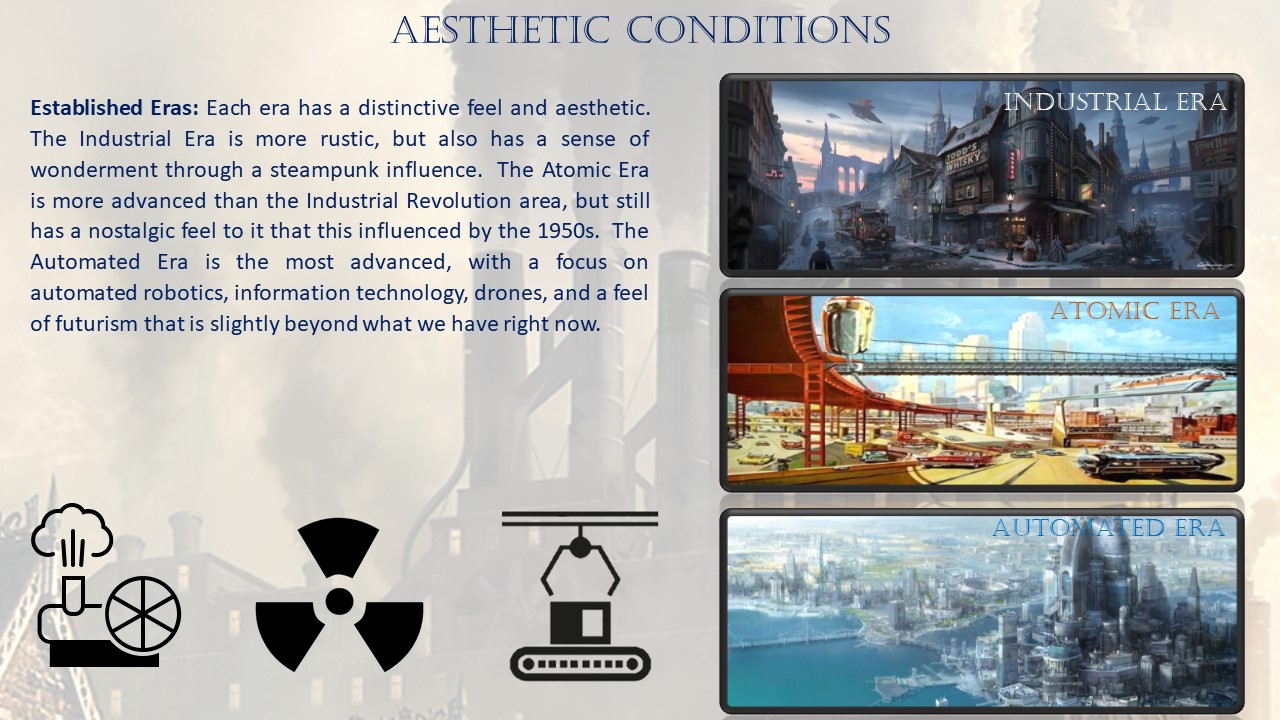 AESTHETIC CONDITIONS
Established Eras: Each era has a distinctive feel and aesthetic.
The Industrial Era is more rustic, but also has a sense of
wonderment through a steampunk influence. The Atomic Era
is more advanced than the Industrial Revolution area, but still
has a nostalgic feel to it that this influenced by the 1950s. The
Automated Era is the most advanced, with a focus on
automated robotics, information technology, drones, and a feel
of futurism that is slightly beyond what we have right now.
INDUSTRIAL ERA
TODD'S
WHISKY
ATOMIC ERA
AUTOMATED ERA